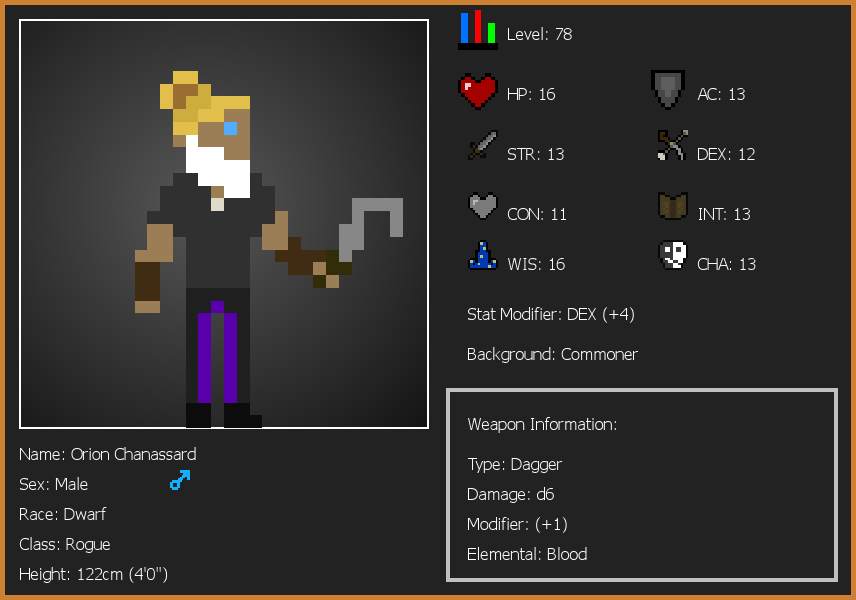 Level: 78
HP: 16
AC: 13
STR: 13
DEX: 12
CON: 11
INT: 13
WIS: 16
CHA: 13
Stat Modifier: DEX (+4)
Background: Commoner
Weapon Information:
Type: Dagger
Damage: d6
Modifier: (+1)
Elemental: Blood
Name: Orion Chanassard
Sex: Male
Race: Dwarf
Class: Rogue
Height: 122cm (4'0")